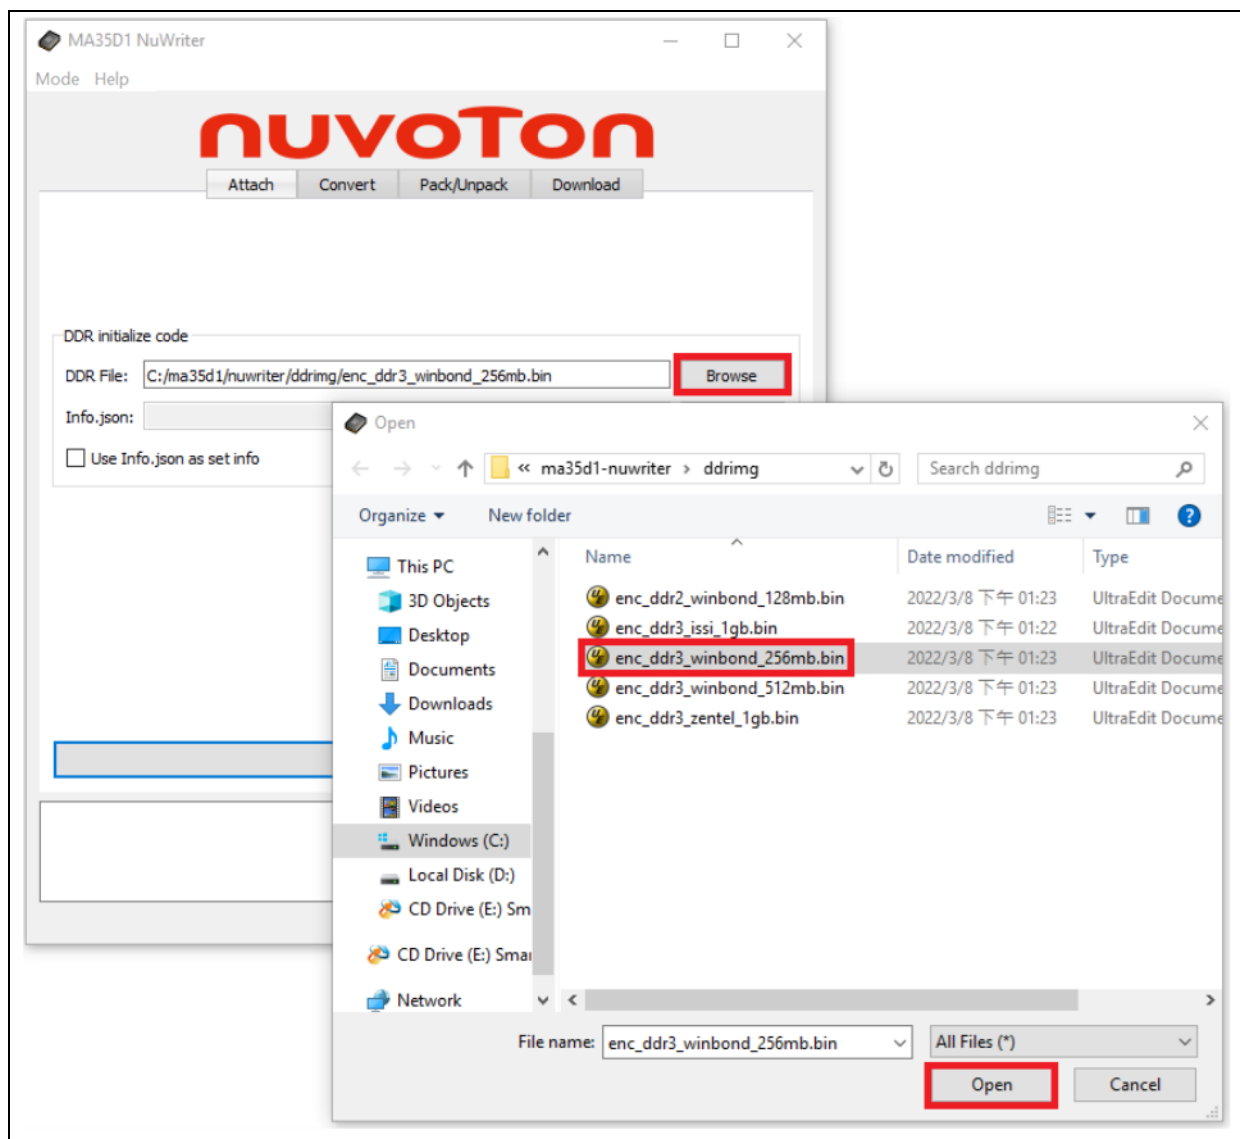 MA35D1 NuWriter
Mode Help
nuvoTon
Attach Convert Pack/Unpack Download
DDR initialize code
DDR File: C:/ma35d1/nuwriter/ddrimg/enc_ddr3_winbond_256mb.bin Browse
Info.json:
Use Info.json as set info
Open
« ma35d1-nuwriter › ddrimg
Search ddrimg
Organize New folder
Name Date modified Type
This PC
3D Objects
Desktop
Documents
Downloads
Music
Pictures
Videos
Windows (C:)
Local Disk (D:)
CD Drive (E:) Sm
CD Drive (E:) Smar
Network
enc_ddr2_winbond_128mb.bin 2022/3/8 下午 01:23 UltraEdit Docume
enc_ddr3_issi_1gb.bin 2022/3/8 下午 01:22 UltraEdit Docume
enc_ddr3_winbond_256mb.bin 2022/3/8 下午 01:23 UltraEdit Docume
enc_ddr3_winbond_512mb.bin 2022/3/8 下午 01:23 UltraEdit Docume
enc_ddr3_zentel_1gb.bin 2022/3/8 下午 01:23 UltraEdit Docume
File name: enc_ddr3_winbond_256mb.bin All Files (*)
Open Cancel